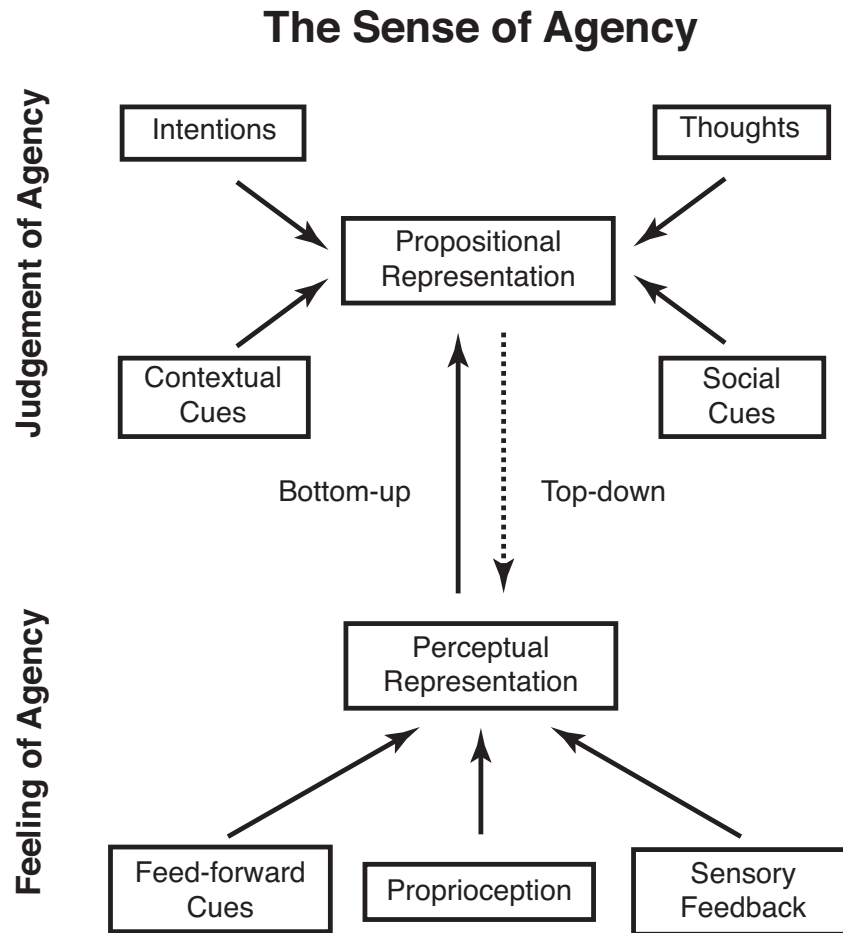 The Sense of Agency
Judgement of Agency
Intentions
Thoughts
Propositional
Representation
Contextual
Cues
Social
Cues
Bottom-up
Top-down
Feeling of Agency
Perceptual
Representation
Feed-forward
Cues
Proprioception
Sensory
Feedback